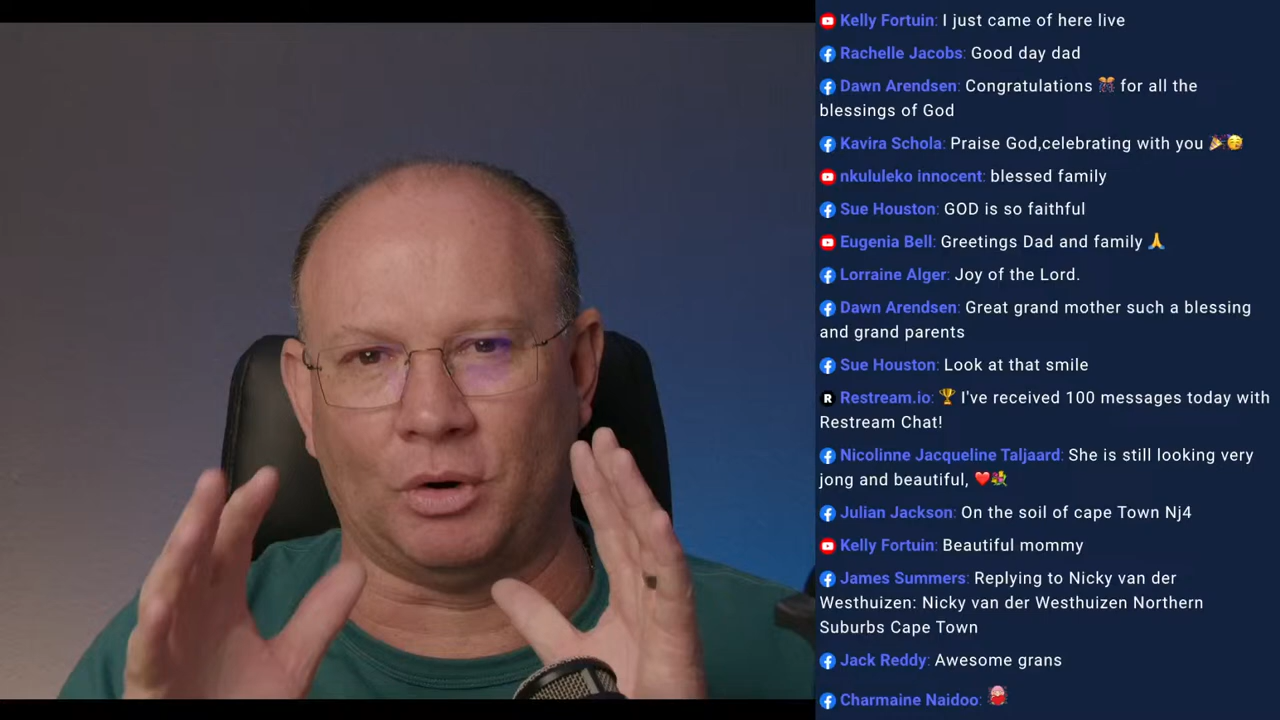 Kelly Fortuin: I just came of here live
Rachelle Jacobs: Good day dad
Dawn Arendsen: Congratulations 🎊 for all the
blessings of God
Kavira Schola: Praise God,celebrating with you 🎉🥳
nkululeko innocent: blessed family
Sue Houston: GOD is so faithful
Eugenia Bell: Greetings Dad and family 🙏
Lorraine Alger: Joy of the Lord.
Dawn Arendsen: Great grand mother such a blessing
and grand parents
Sue Houston: Look at that smile
R Restream.io: 🏆 I've received 100 messages today with
Restream Chat!
Nicolinne Jacqueline Taljaard: She is still looking very
jong and beautiful, ❤️💐
Julian Jackson: On the soil of cape Town Nj4
Kelly Fortuin: Beautiful mommy
James Summers: Replying to Nicky van der
Westhuizen: Nicky van der Westhuizen Northern
Suburbs Cape Town
Jack Reddy: Awesome grans
Charmaine Naidoo: